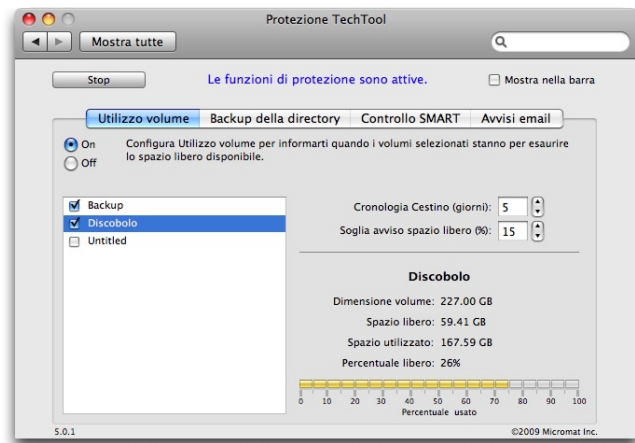 Protezione TechTool
Mostra tutte
Stop
Le funzioni di protezione sono attive.
Mostra nella barra
Utilizzo volume
Backup della directory
Controllo SMART
Avvisi email
On
Off
Configura Utilizzo volume per informarti quando i volumi selezionati stanno per esaurire
lo spazio libero disponibile.
Backup
Discobolo
Untitled
Cronologia Cestino (giorni): 5
Soglia avviso spazio libero (%): 15
Discobolo
Dimensione volume: 227.00 GB
Spazio libero: 59.41 GB
Spazio utilizzato: 167.59 GB
Percentuale libero: 26%
0 10 20 30 40 50 60 70 80 90 100
Percentuale usato
5.0.1
©2009 Micromat Inc.